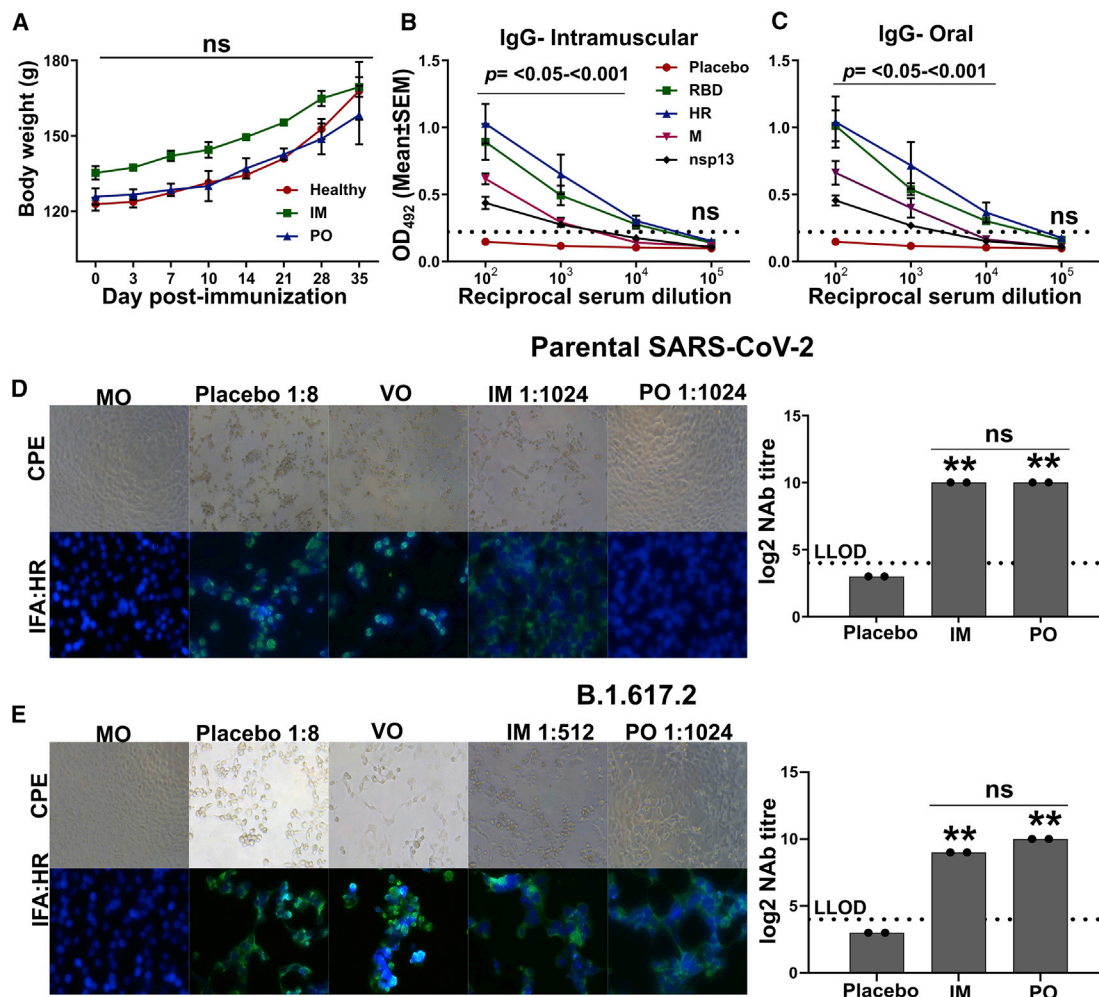 A
ns
Body weight (g)
180
150
120
Healthy
IM
PO
0 3 7 10 14 21 28 35
Day post-immunization
B
IgG- Intramuscular
p= <0.05-<0.001
Placebo
RBD
HR
M
nsp13
ns
OD₄₉₂ (Mean±SEM)
1.0
0.5
0.0
10² 10³ 10⁴ 10⁵
Reciprocal serum dilution
C
IgG- Oral
p= <0.05-<0.001
ns
1.0
0.5
0.0
10² 10³ 10⁴ 10⁵
Reciprocal serum dilution
Parental SARS-CoV-2
D
MO Placebo 1:8 VO IM 1:1024 PO 1:1024
CPE
IFA:HR
log2 NAb titre
15
10
5
0
ns
** **
LLOD
Placebo IM PO
B.1.617.2
E
MO Placebo 1:8 VO IM 1:512 PO 1:1024
CPE
IFA:HR
log2 NAb titre
15
10
5
0
ns
** **
LLOD
Placebo IM PO